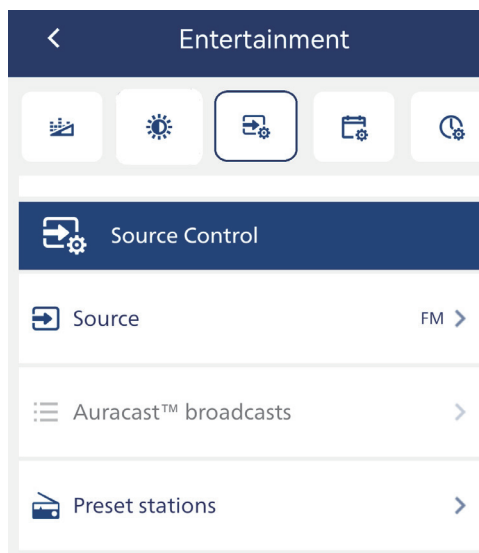 Entertainment
Source Control
Source
FM
Auracast™ broadcasts
Preset stations